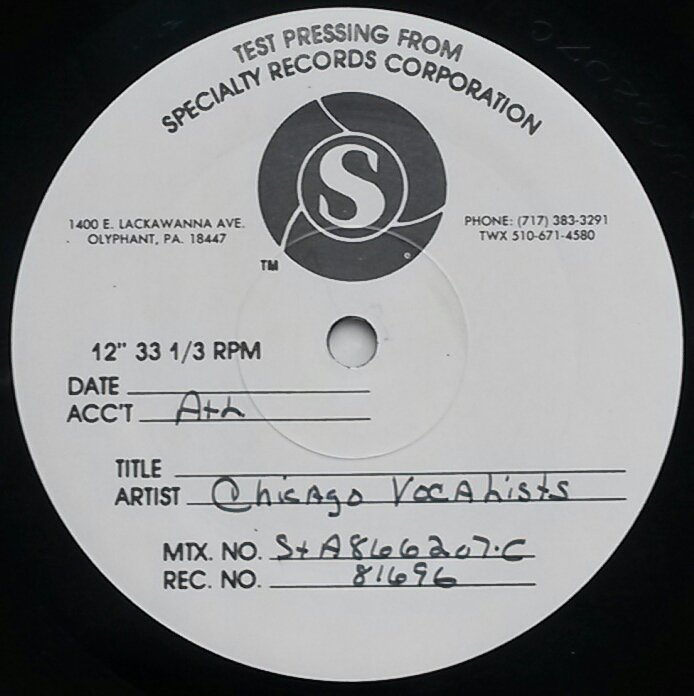 TEST PRESSING FROM
SPECIALTY RECORDS CORPORATION
S
1400 E. LACKAWANNA AVE.
OLYPHANT, PA. 18447
PHONE: (717) 383-3291
TWX 510-671-4580
TM
12" 33 1/3 RPM
DATE
ACC'T Ath
TITLE
ARTIST Chicago Vocalists
MTX. NO. StA866207-C
REC. NO. 81696